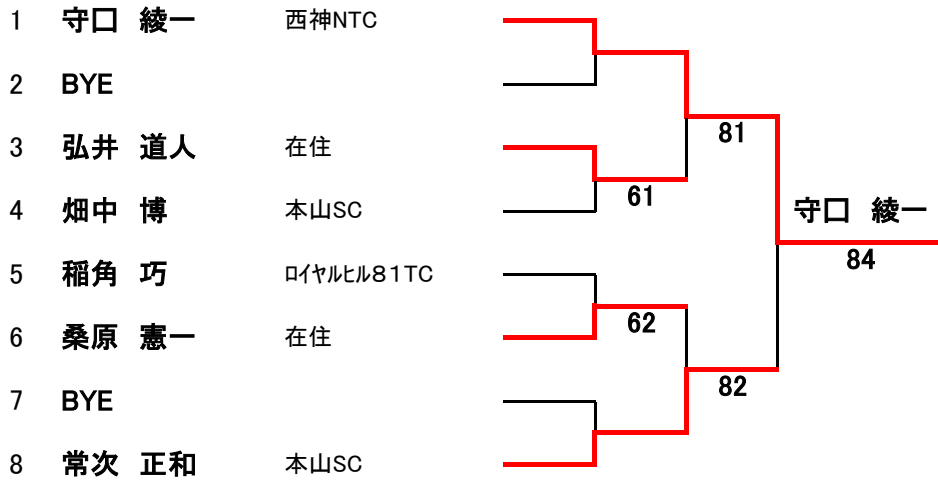 1 守口 綾一 西神NTC
2 BYE
81
3 弘井 道人 在住
61
4 畑中 博 本山SC
守口 綾一
84
5 稲角 巧 ﾛｲﾔﾙﾋﾙ81TC
62
6 桑原 憲一 在住
82
7 BYE
8 常次 正和 本山SC